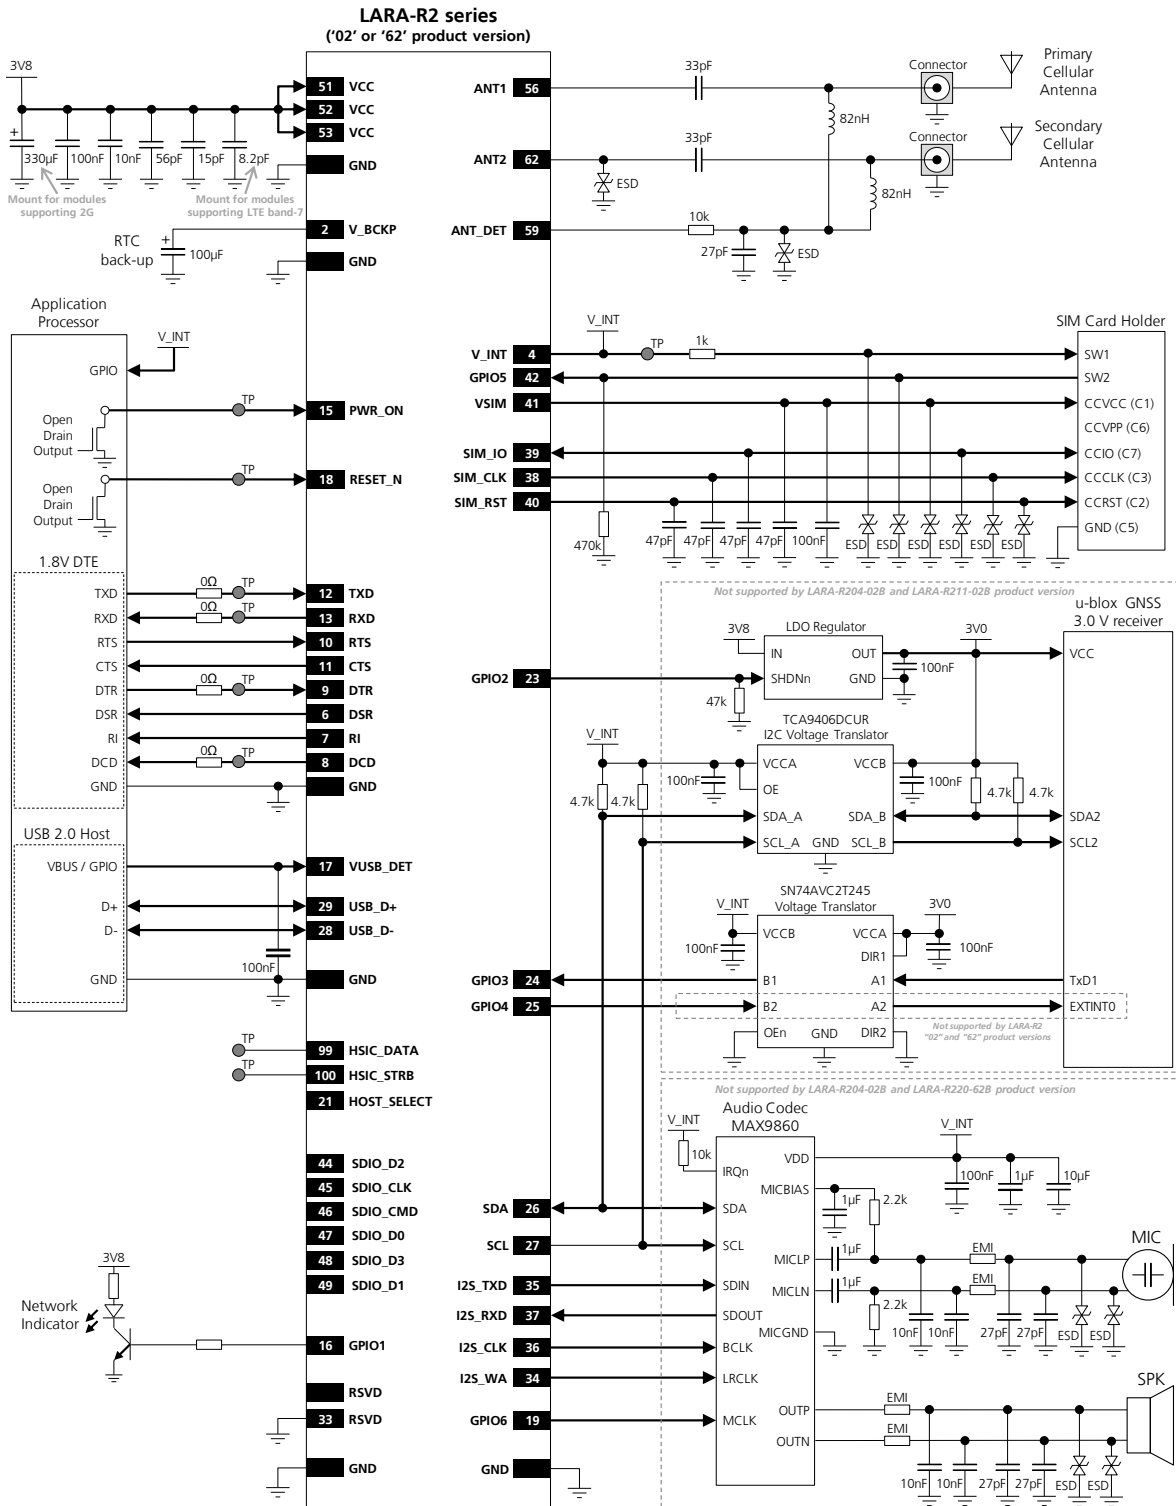 LARA-R2 series
('02' or '62' product version)
3V8
51 VCC
52 VCC
53 VCC
GND
330µF
100nF
10nF
56pF
15pF
8.2pF
Mount for modules
supporting 2G
Mount for modules
supporting LTE band-7
RTC
back-up
100µF
2 V_BCKP
GND
ANT1 56
33pF
Connector
Primary
Cellular
Antenna
82nH
ANT2 62
33pF
Connector
Secondary
Cellular
Antenna
ESD
82nH
ANT_DET 59
10k
27pF
ESD
Application
Processor
V_INT
GPIO
Open
Drain
Output
TP
15 PWR_ON
Open
Drain
Output
TP
18 RESET_N
V_INT
TP
1k
SIM Card Holder
V_INT 4
SW1
GPIO5 42
SW2
VSIM 41
CCVCC (C1)
CCVPP (C6)
SIM_IO 39
CCIO (C7)
SIM_CLK 38
CCCLK (C3)
SIM_RST 40
CCRST (C2)
GND (C5)
470k
47pF
47pF
47pF
47pF
100nF
ESD
ESD
ESD
ESD
ESD
ESD
1.8V DTE
TXD
0Ω
TP
12 TXD
RXD
0Ω
TP
13 RXD
RTS
10 RTS
CTS
11 CTS
DTR
0Ω
TP
9 DTR
DSR
6 DSR
RI
7 RI
DCD
0Ω
TP
8 DCD
GND
GND
USB 2.0 Host
VBUS / GPIO
17 VUSB_DET
D+
29 USB_D+
D-
28 USB_D-
100nF
GND
GND
TP
99 HSIC_DATA
TP
100 HSIC_STRB
21 HOST_SELECT
44 SDIO_D2
45 SDIO_CLK
46 SDIO_CMD
47 SDIO_D0
48 SDIO_D3
49 SDIO_D1
3V8
Network
Indicator
16 GPIO1
RSVD
33 RSVD
GND
Not supported by LARA-R204-02B and LARA-R211-02B product version
u-blox GNSS
3.0 V receiver
3V8
LDO Regulator
3V0
IN
OUT
VCC
GPIO2 23
SHDNn
GND
100nF
47k
TCA9406DCUR
I2C Voltage Translator
V_INT
VCCA
VCCB
100nF
100nF
OE
4.7k
4.7k
4.7k
4.7k
SDA_A
SDA_B
SDA2
SCL_A
GND
SCL_B
SCL2
SN74AVC2T245
Voltage Translator
V_INT
3V0
VCCB
VCCA
100nF
DIR1
100nF
GPIO3 24
B1
A1
TxD1
GPIO4 25
B2
A2
EXTINT0
OEn
GND
DIR2
Not supported by LARA-R2
"02" and "62" product versions
Not supported by LARA-R204-02B and LARA-R220-62B product version
Audio Codec
MAX9860
V_INT
10k
IRQn
VDD
V_INT
100nF
1µF
10µF
MICBIAS
1µF
2.2k
SDA 26
SDA
SCL 27
SCL
MICLP
1µF
EMI
MIC
I2S_TXD 35
SDIN
MICLN
1µF
EMI
I2S_RXD 37
SDOUT
2.2k
MICGND
10nF
10nF
27pF
27pF
ESD
ESD
I2S_CLK 36
BCLK
I2S_WA 34
LRCLK
GPIO6 19
MCLK
OUTP
EMI
SPK
OUTN
EMI
10nF
10nF
27pF
27pF
ESD
ESD
GND